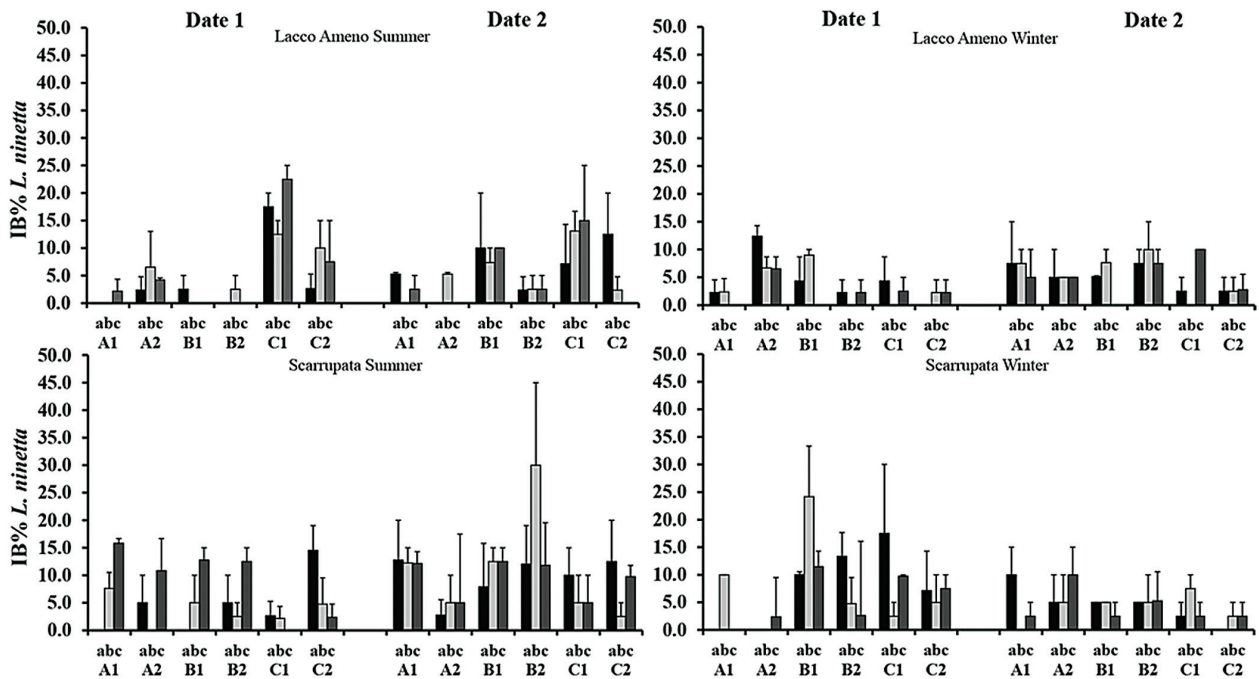 Date 1 Date 2
Lacco Ameno Summer
IB% L. ninetta
50.0
45.0
40.0
35.0
30.0
25.0
20.0
15.0
10.0
5.0
0.0
abc abc abc abc abc abc abc abc abc abc abc abc
A1 A2 B1 B2 C1 C2 A1 A2 B1 B2 C1 C2
Date 1 Date 2
Lacco Ameno Winter
50.0
45.0
40.0
35.0
30.0
25.0
20.0
15.0
10.0
5.0
0.0
abc abc abc abc abc abc abc abc abc abc abc abc
A1 A2 B1 B2 C1 C2 A1 A2 B1 B2 C1 C2
Scarrupata Summer
IB% L. ninetta
50.0
45.0
40.0
35.0
30.0
25.0
20.0
15.0
10.0
5.0
0.0
abc abc abc abc abc abc abc abc abc abc abc abc
A1 A2 B1 B2 C1 C2 A1 A2 B1 B2 C1 C2
Scarrupata Winter
50.0
45.0
40.0
35.0
30.0
25.0
20.0
15.0
10.0
5.0
0.0
abc abc abc abc abc abc abc abc abc abc abc abc
A1 A2 B1 B2 C1 C2 A1 A2 B1 B2 C1 C2